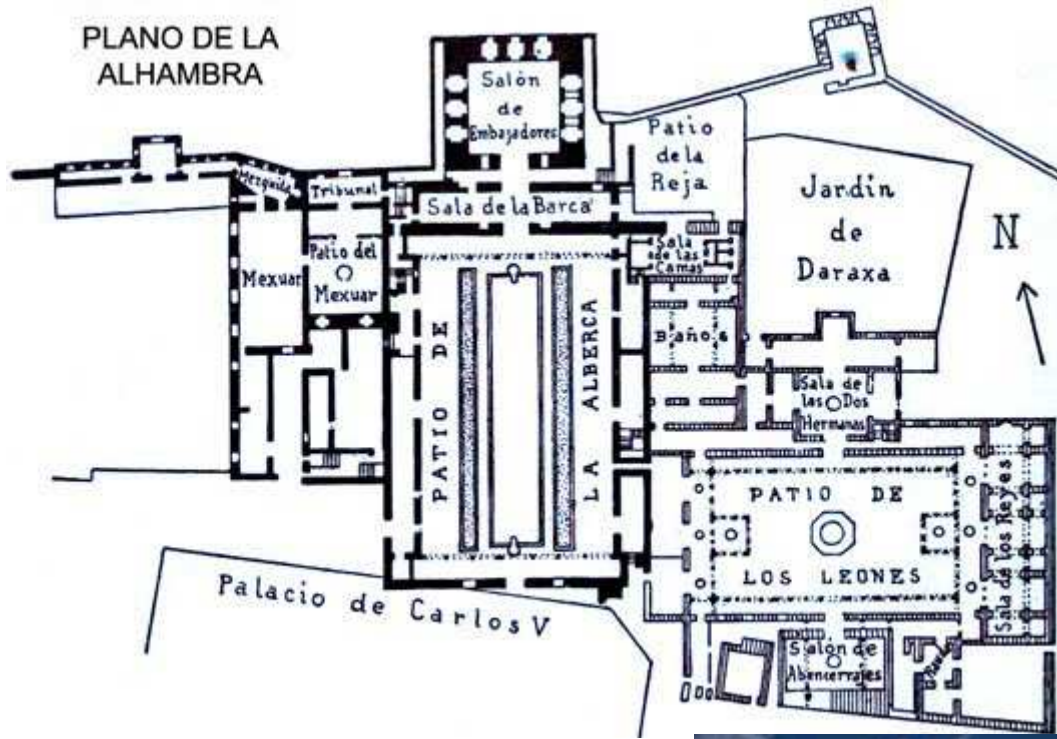 PLANO DE LA
ALHAMBRA
Salón
de
Embajadores
Patio
de la
Reja
Jardín
de
Daraxa
N
Mezquita
Tribunal
Sala de la Barca
Patio del
Mexuar
Mexuar
Sala
de las
Camas
Baños
PATIO DE
LA ALBERCA
Sala de
las Dos
Hermanas
PATIO DE
LOS LEONES
Sala de los Reyes
Palacio de Carlos V
Salón de
Abencerrajes